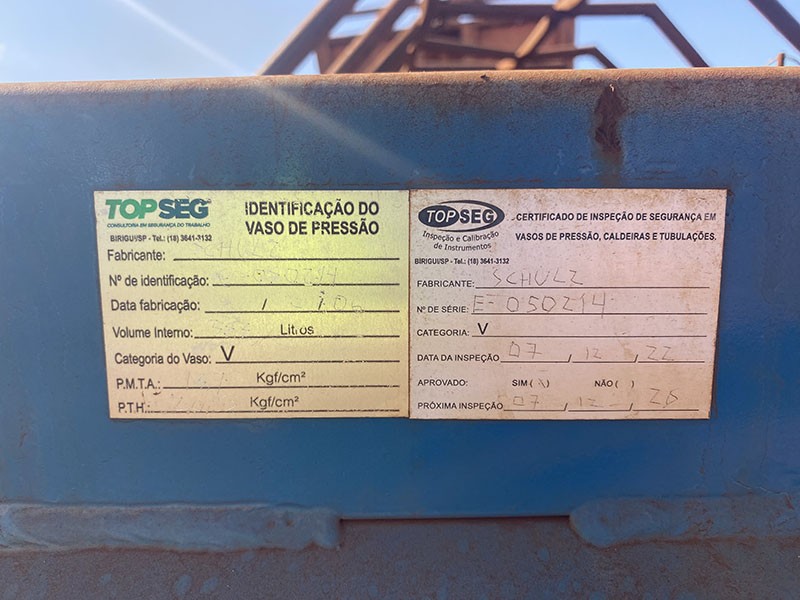 TOPSEG
CONSULTORIA EM SEGURANÇA DO TRABALHO
IDENTIFICAÇÃO DO
VASO DE PRESSÃO
BIRIGUI/SP - Tel.: (18) 3641-3132
Fabricante:
Nº de identificação:
Data fabricação: / /
Volume Interno: Litros
Categoria do Vaso: V
P.M.T.A.: Kgf/cm²
P.T.H.: Kgf/cm²
TOPSEG
Inspeção e Calibração
de Instrumentos
CERTIFICADO DE INSPEÇÃO DE SEGURANÇA EM
VASOS DE PRESSÃO, CALDEIRAS E TUBULAÇÕES.
BIRIGUI/SP - Tel.: (18) 3641-3132
FABRICANTE: SCHULZ
Nº DE SÉRIE: E-050214
CATEGORIA: V
DATA DA INSPEÇÃO 07 / 12 / 22
APROVADO: SIM (X) NÃO ( )
PRÓXIMA INSPEÇÃO 07 / 12 / 26